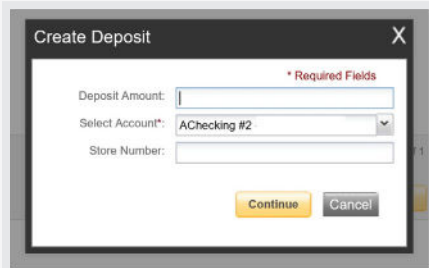 Create Deposit X
* Required Fields
Deposit Amount:
Select Account*: AChecking #2
Store Number:
Continue Cancel